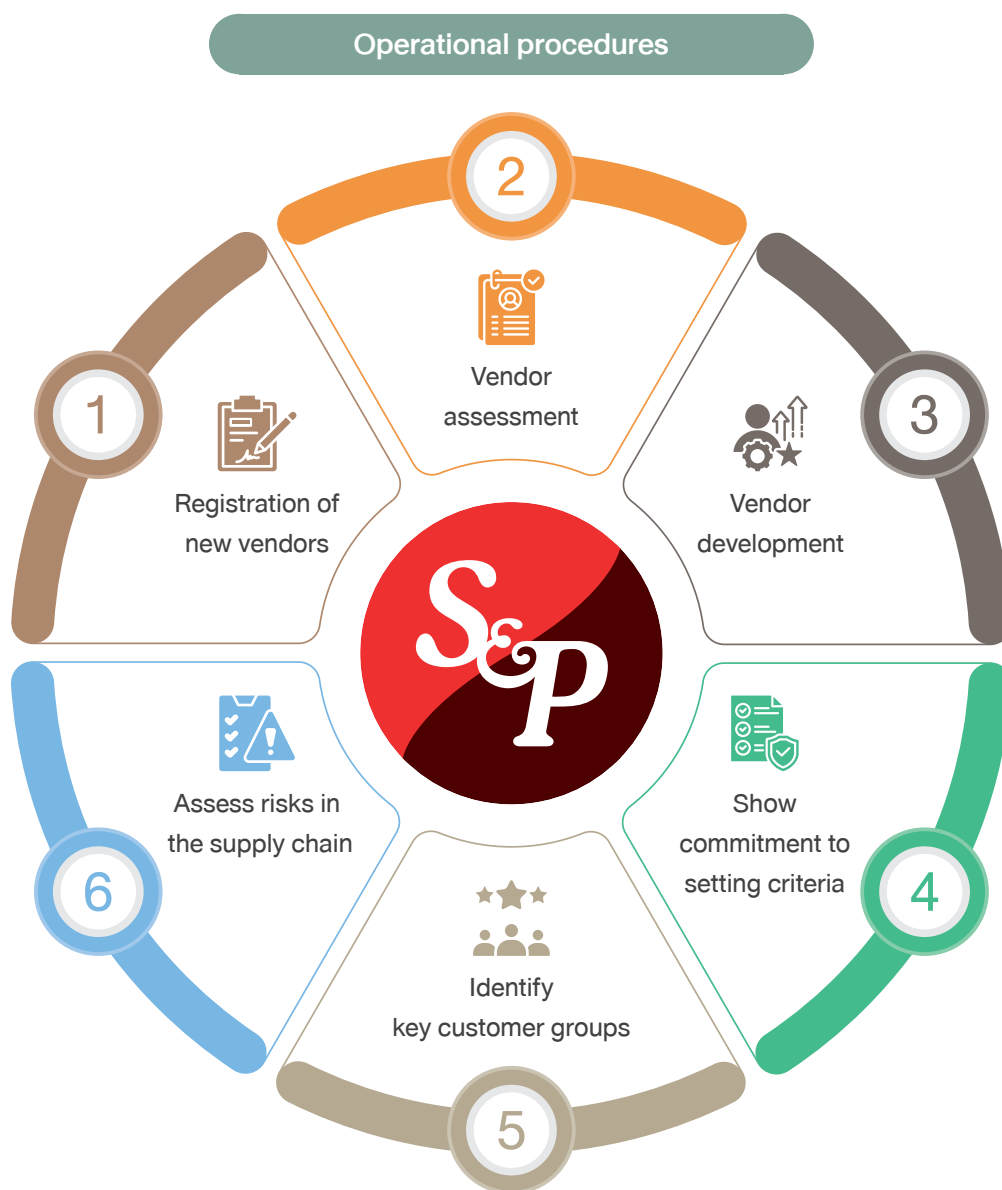 Operational procedures
1
Registration of
new vendors
2
Vendor
assessment
3
Vendor
development
4
Show
commitment to
setting criteria
5
Identify
key customer groups
6
Assess risks in
the supply chain
S&P